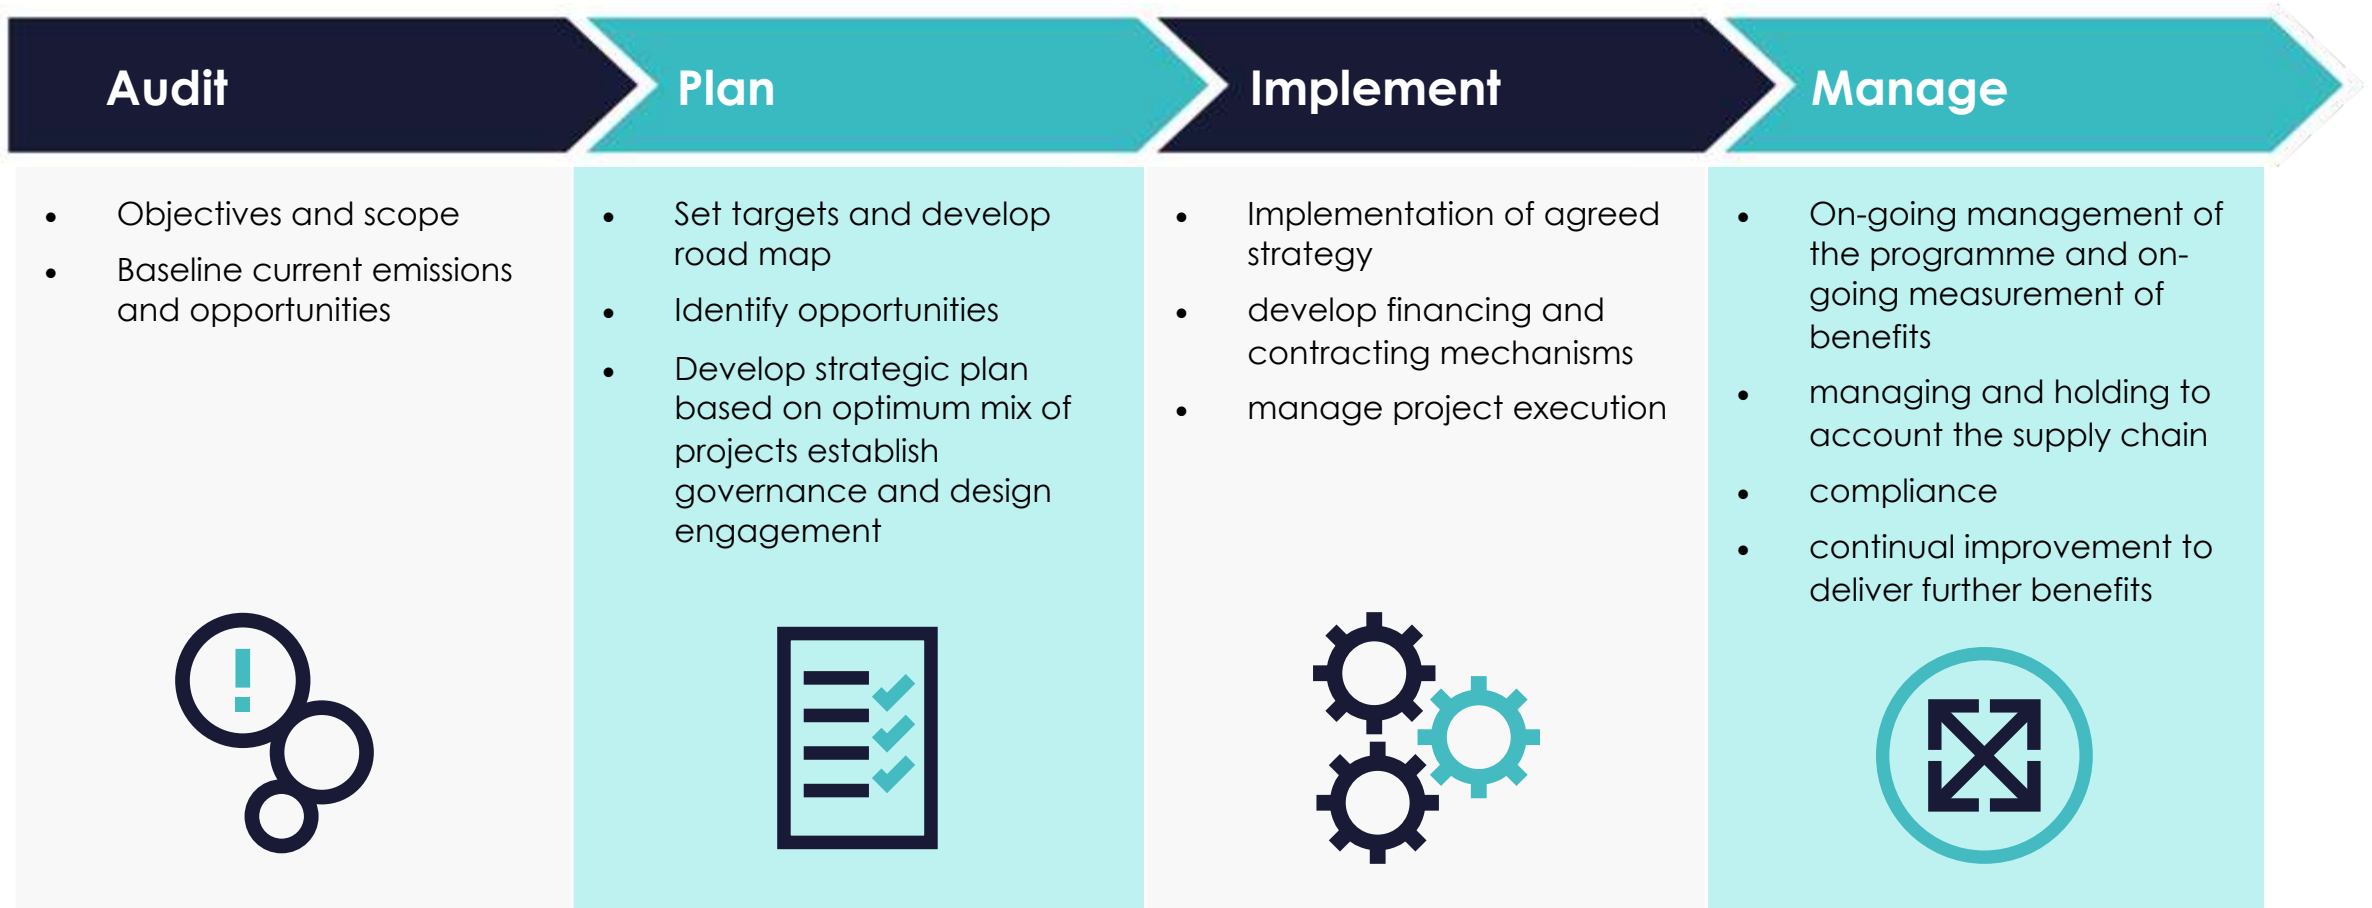 Audit
Plan
Implement
Manage
• Objectives and scope
• Baseline current emissions
and opportunities
• Set targets and develop
road map
• Identify opportunities
• Develop strategic plan
based on optimum mix of
projects establish
governance and design
engagement
• Implementation of agreed
strategy
• develop financing and
contracting mechanisms
• manage project execution
• On-going management of
the programme and on-
going measurement of
benefits
• managing and holding to
account the supply chain
• compliance
• continual improvement to
deliver further benefits
!